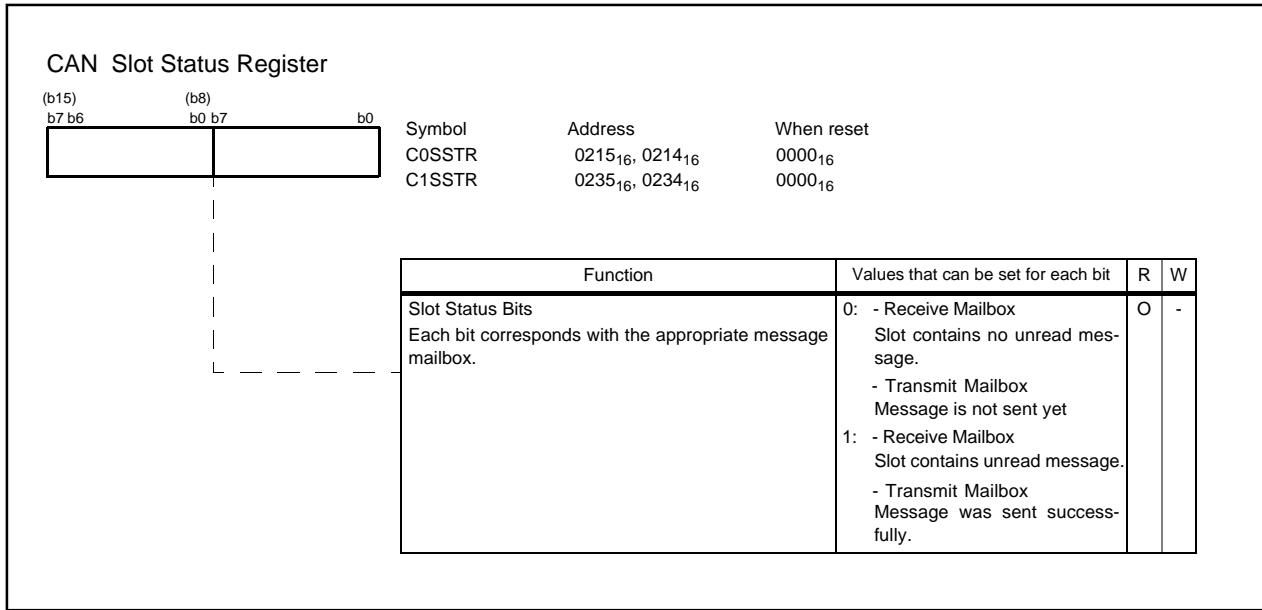 CAN Slot Status Register
(b15) (b8)
b7 b6 b0 b7 b0
Symbol Address When reset
C0SSTR 0215₁₆, 0214₁₆ 0000₁₆
C1SSTR 0235₁₆, 0234₁₆ 0000₁₆
Function Values that can be set for each bit R W
Slot Status Bits 0: - Receive Mailbox O -
Each bit corresponds with the appropriate message Slot contains no unread mes-
mailbox. sage.
- Transmit Mailbox
Message is not sent yet
1: - Receive Mailbox
Slot contains unread message.
- Transmit Mailbox
Message was sent success-
fully.